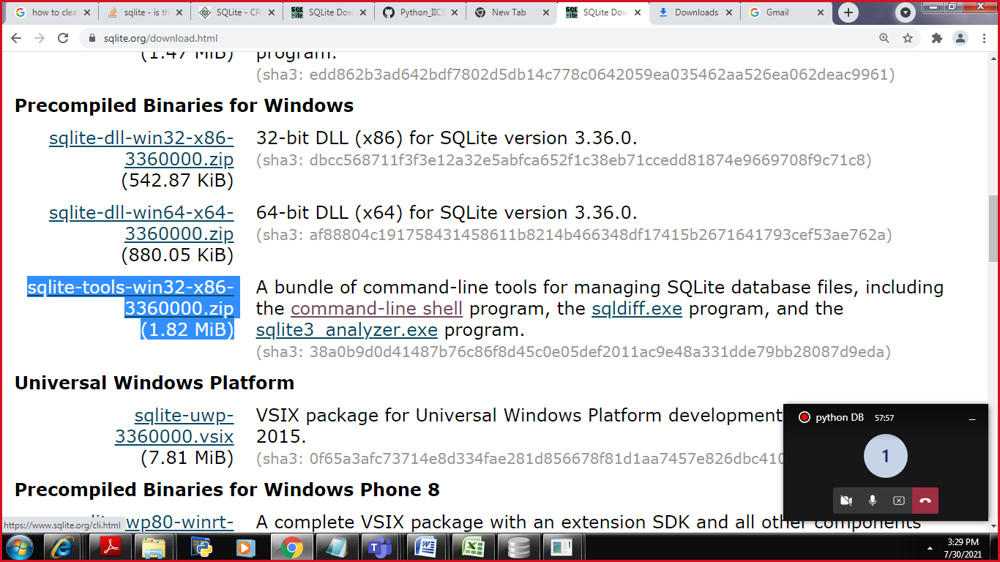 how to clea
sqlite - is th
SQLite - CR
SQLite Dow
Python_IICS
New Tab
SQLite Dow
Downloads
Gmail
sqlite.org/download.html
(1.47 MiB)
program.
(sha3: edd862b3ad642bdf7802d5db14c778c0642059ea035462aa526ea062deac9961)
Precompiled Binaries for Windows
sqlite-dll-win32-x86-
3360000.zip
(542.87 KiB)
32-bit DLL (x86) for SQLite version 3.36.0.
(sha3: dbcc568711f3f3e12a32e5abfca652f1c38eb71ccedd81874e9669708f9c71c8)
sqlite-dll-win64-x64-
3360000.zip
(880.05 KiB)
64-bit DLL (x64) for SQLite version 3.36.0.
(sha3: af88804c191758431458611b8214b466348df17415b2671641793cef53ae762a)
sqlite-tools-win32-x86-
3360000.zip
(1.82 MiB)
A bundle of command-line tools for managing SQLite database files, including
the command-line shell program, the sqldiff.exe program, and the
sqlite3_analyzer.exe program.
(sha3: 38a0b9d0d41487b76c86f8d45c0e05def2011ac9e48a331dde79bb28087d9eda)
Universal Windows Platform
sqlite-uwp-
3360000.vsix
(7.81 MiB)
VSIX package for Universal Windows Platform development
2015.
(sha3: 0f65a3afc73714e8d334fae281d856678f81d1aa7457e826dbc410
python DB 57:57
1
Precompiled Binaries for Windows Phone 8
wp80-winrt-
A complete VSIX package with an extension SDK and all other components
https://www.sqlite.org/cli.html
3:29 PM
7/30/2021